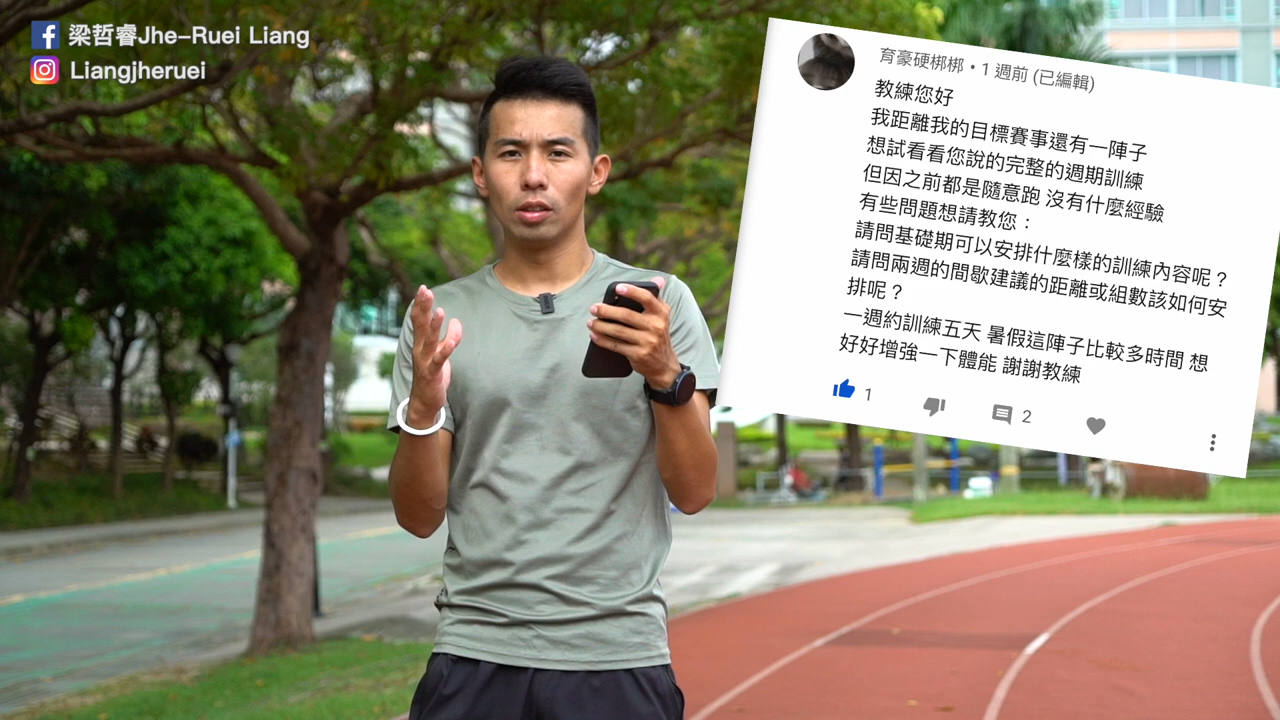 梁哲睿Jhe-Ruei Liang
Liangjheruei
育豪硬梆梆 • 1 週前 (已編輯)
教練您好
我距離我的目標賽事還有一陣子
想試看看您說的完整的週期訓練
但因之前都是隨意跑 沒有什麼經驗
有些問題想請教您：
請問基礎期可以安排什麼樣的訓練內容呢？
請問兩週的間歇建議的距離或組數該如何安
排呢？
一週約訓練五天 暑假這陣子比較多時間 想
好好增強一下體能 謝謝教練
1
2